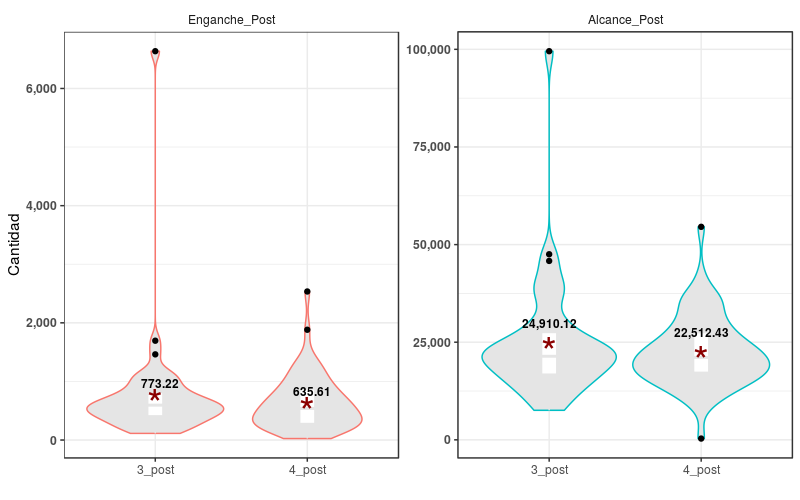 Enganche_Post
Alcance_Post
Cantidad
6,000
4,000
2,000
0
773.22
635.61
3_post
4_post
100,000
75,000
50,000
25,000
0
24,910.12
22,512.43
3_post
4_post